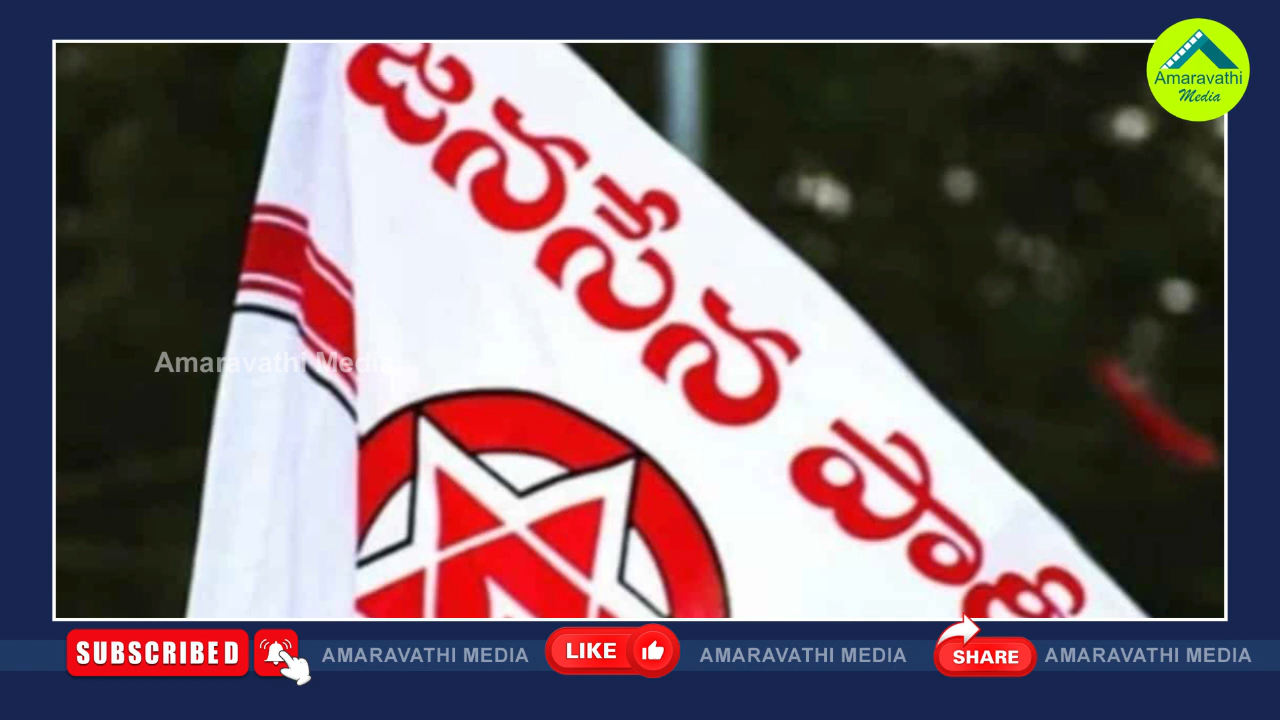 Amaravathi
Media
జనసేన పార్టీ
Amaravathi Media
SUBSCRIBED
AMARAVATHI MEDIA
LIKE
AMARAVATHI MEDIA
SHARE
AMARAVATHI MEDIA